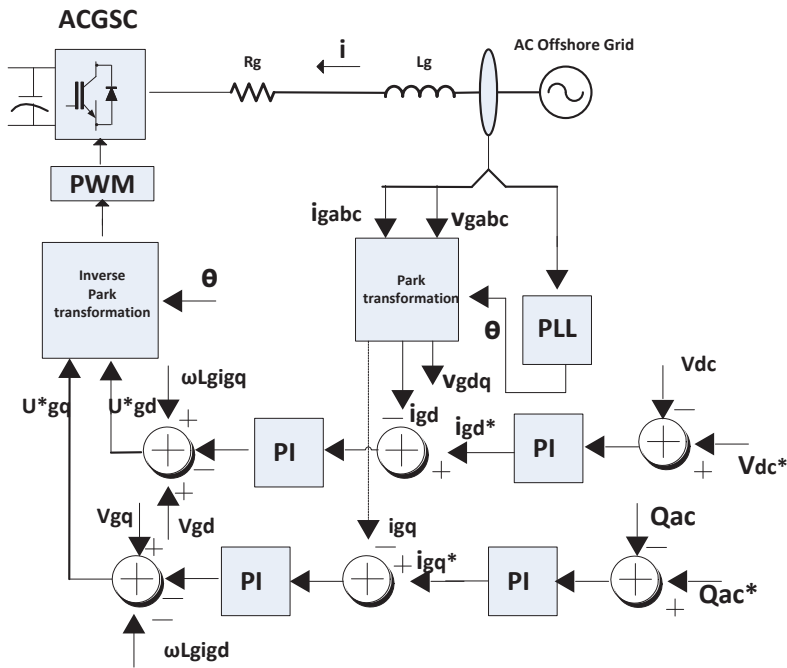 ACGSC
Rg
i
Lg
AC Offshore Grid
PWM
igabc
vgabc
Inverse
Park
transformation
θ
Park
transformation
θ
PLL
vgdq
igd
U*gq
U*gd
ωLgigq
+
−
+
PI
−
+
igd*
PI
Vdc
−
+
Vdc*
Vgq
Vgd
+
−
−
PI
igq
−
+
igq*
PI
Qac
−
+
Qac*
ωLgigd